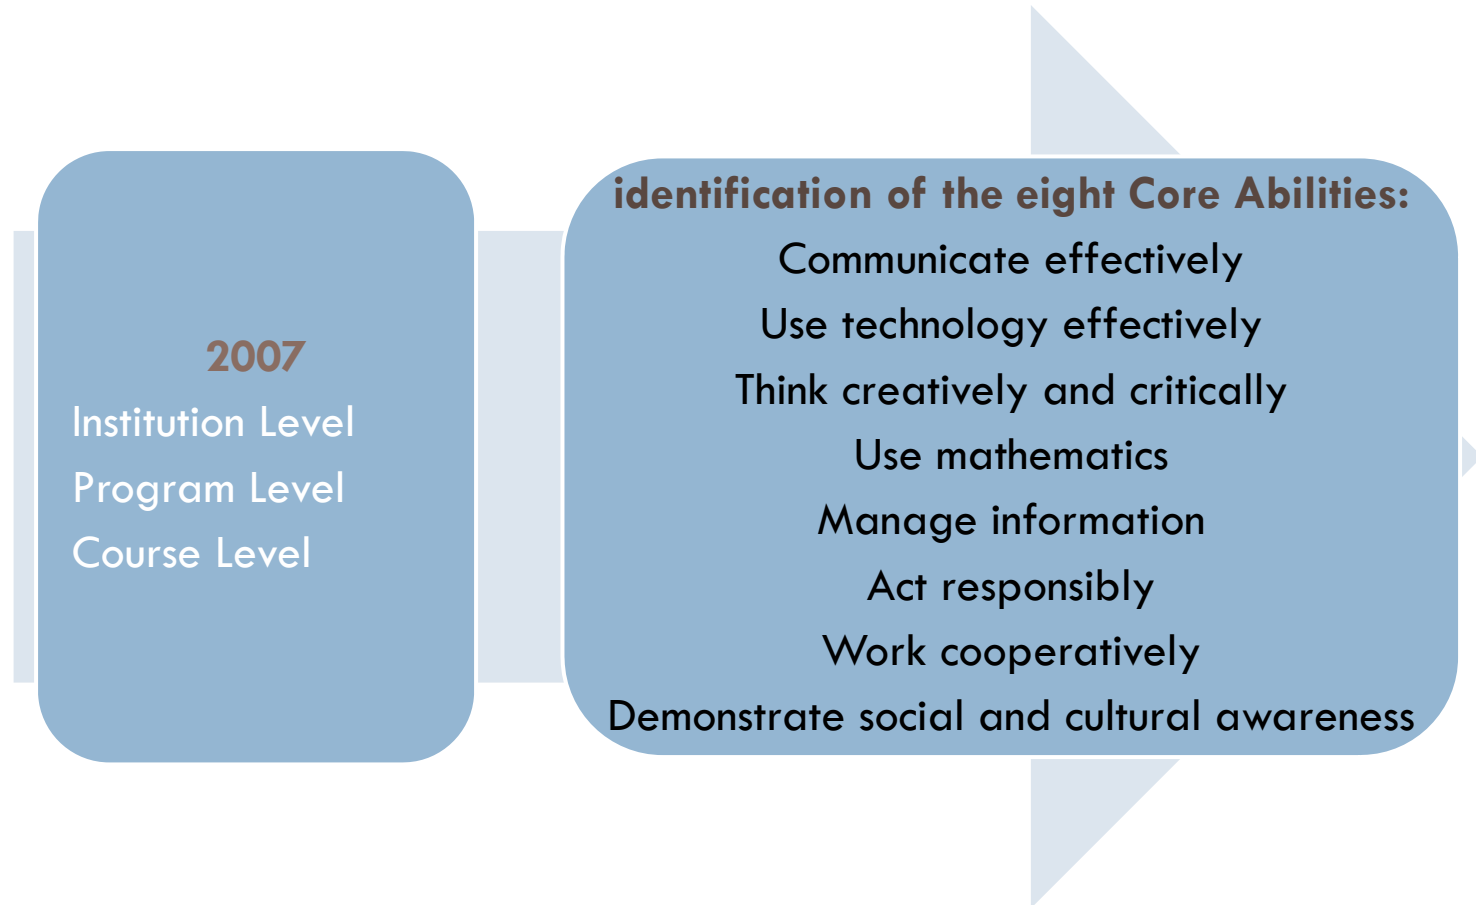 2007
Institution Level
Program Level
Course Level
identification of the eight Core Abilities:
Communicate effectively
Use technology effectively
Think creatively and critically
Use mathematics
Manage information
Act responsibly
Work cooperatively
Demonstrate social and cultural awareness